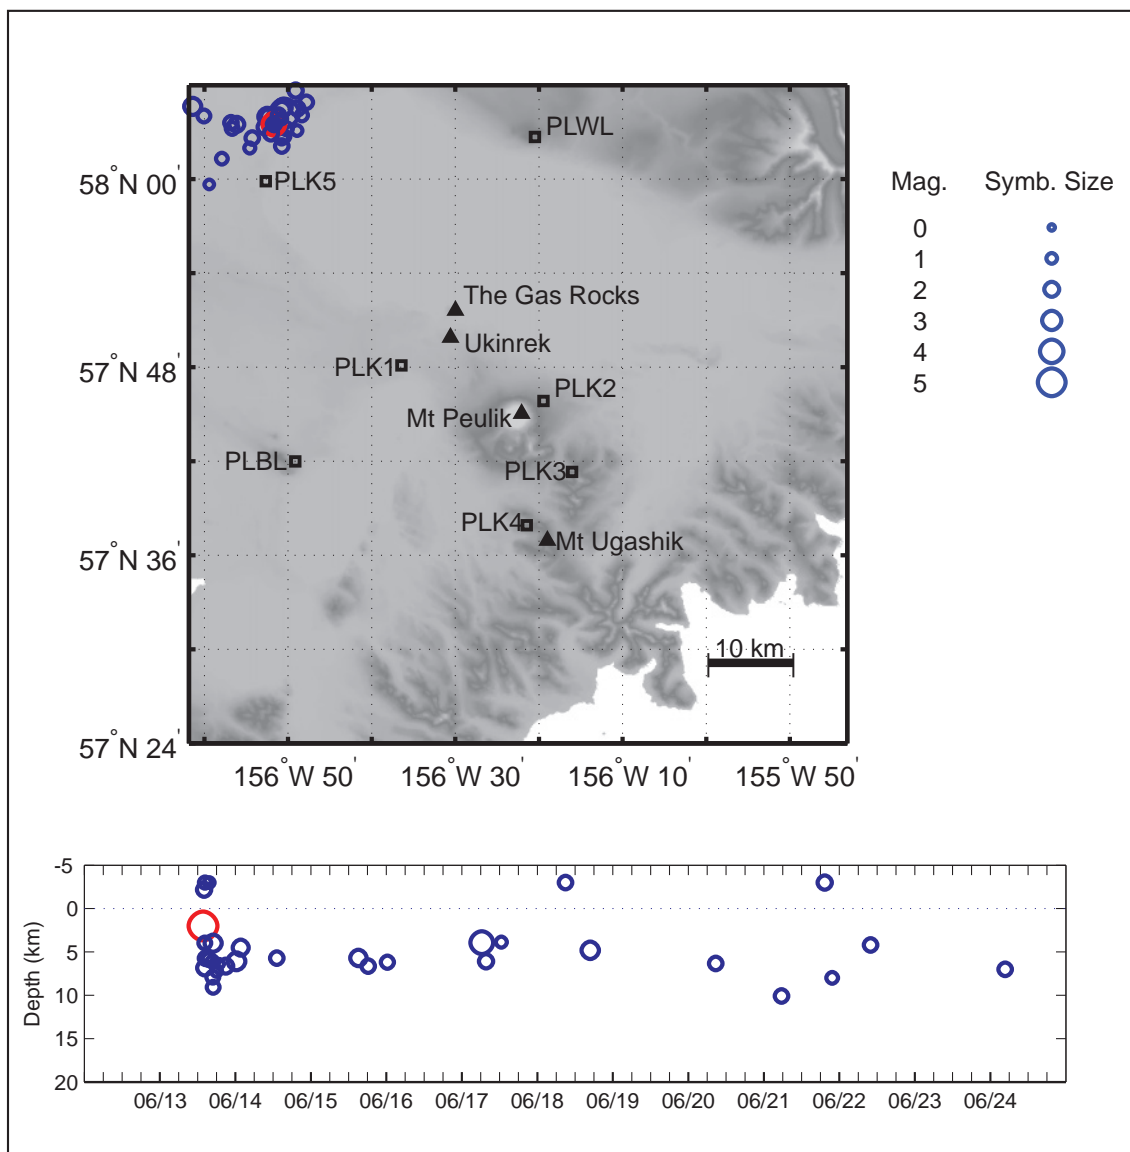 PLWL
58°N 00'
PLK5
Mag. Symb. Size
0
1
2
3
4
5
The Gas Rocks
Ukinrek
57°N 48'
PLK1
PLK2
Mt Peulik
PLBL
PLK3
PLK4
Mt Ugashik
57°N 36'
10 km
57°N 24'
156°W 50' 156°W 30' 156°W 10' 155°W 50'
-5
0
5
10
15
20
Depth (km)
06/13 06/14 06/15 06/16 06/17 06/18 06/19 06/20 06/21 06/22 06/23 06/24